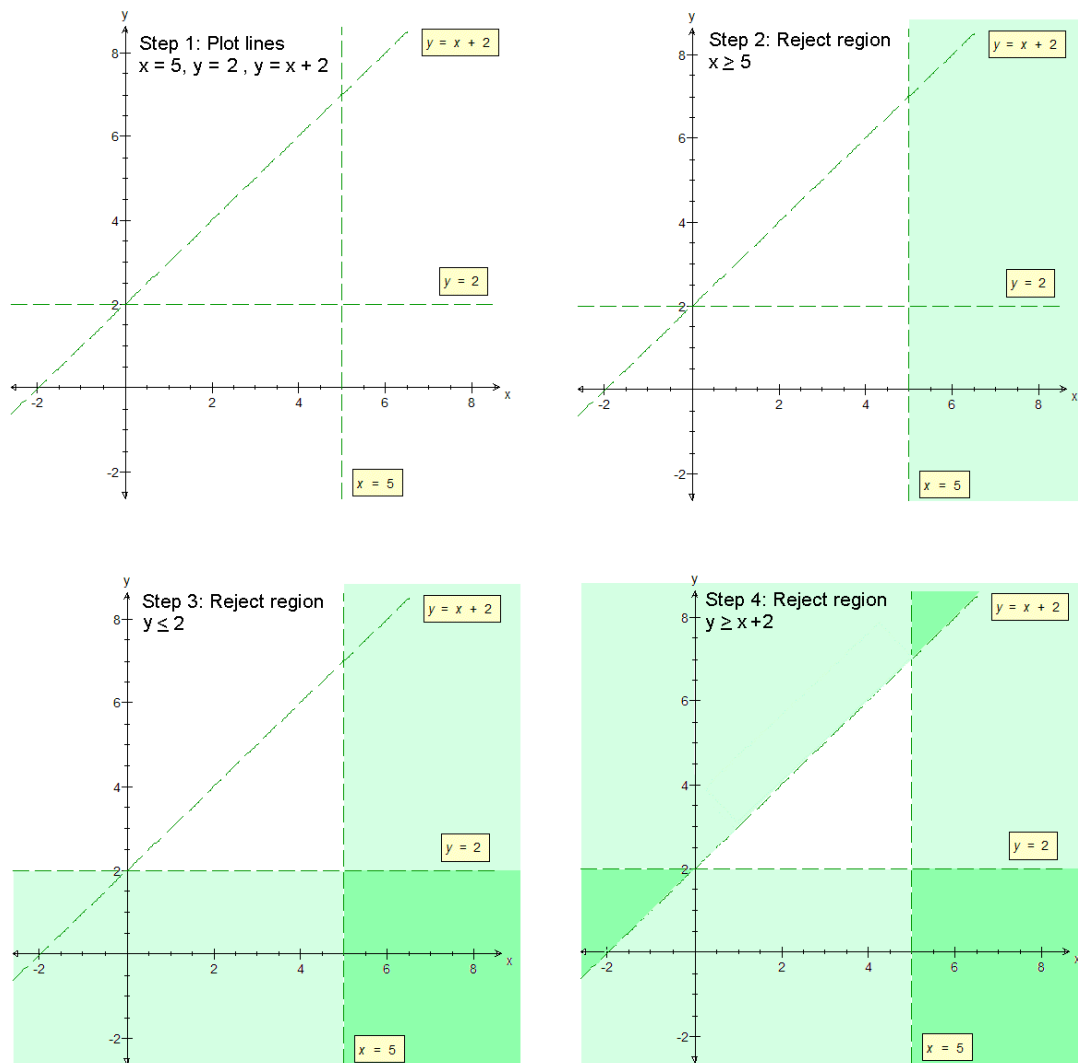 y
Step 1: Plot lines
x = 5, y = 2 , y = x + 2
y = x + 2
8
6
4
y = 2
2
-2
2
4
6
8
x
-2
x = 5
y
Step 2: Reject region
x ≥ 5
y = x + 2
8
6
4
y = 2
2
-2
2
4
6
8
x
-2
x = 5
y
Step 3: Reject region
y ≤ 2
y = x + 2
8
6
4
y = 2
2
-2
2
4
6
8
x
-2
x = 5
y
Step 4: Reject region
y ≥ x +2
y = x + 2
8
6
4
y = 2
2
-2
2
4
6
8
x
-2
x = 5